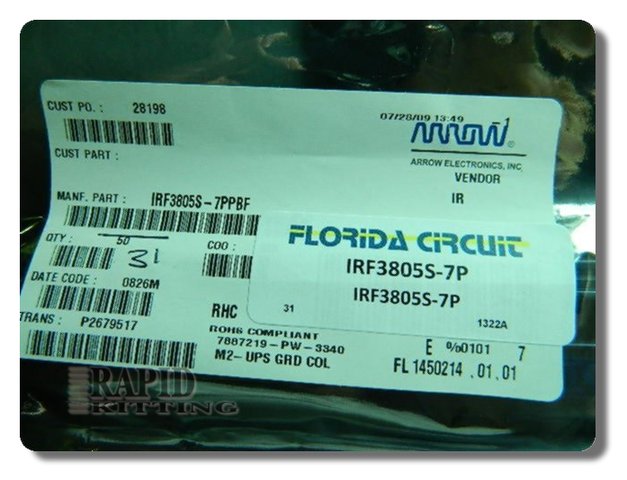 CUST PO. : 28198
07/28/09 13:49
ARROW®
ARROW ELECTRONICS, INC
CUST PART :
VENDOR
IR
MANF. PART : IRF3805S-7PPBF
QTY : 50
31
COO :
FLORIDA CIRCUIT
IRF3805S-7P
IRF3805S-7P
31
1322A
DATE CODE : 0826M
RHC
ROHS COMPLIANT
TRANS : P2679517
7887219-PW-3340
M2-UPS GRD COL
E %0101 7
FL 1450214 .01.01
RAPID
KITTING